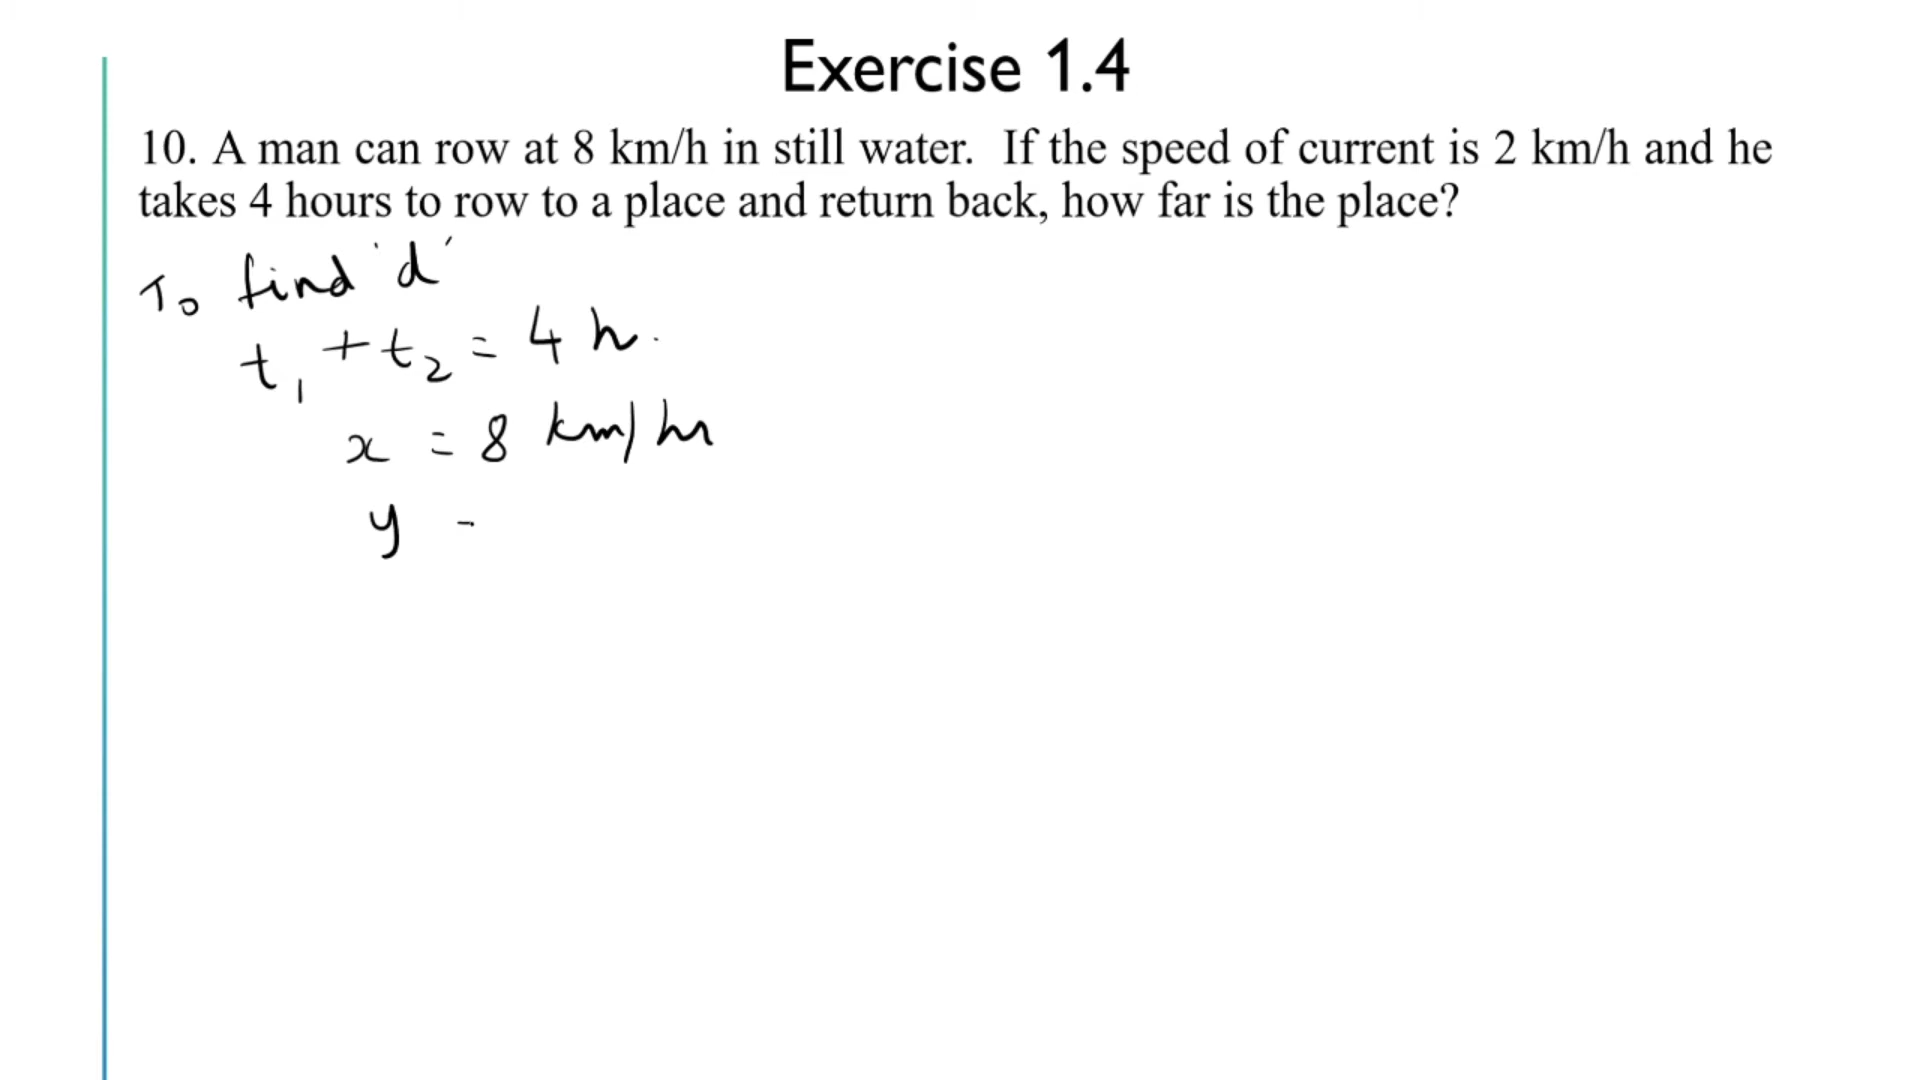 Exercise 1.4
10. A man can row at 8 km/h in still water. If the speed of current is 2 km/h and he
takes 4 hours to row to a place and return back, how far is the place?
To find 'd'
t₁ + t₂ = 4 h.
x = 8 km/hr
y -